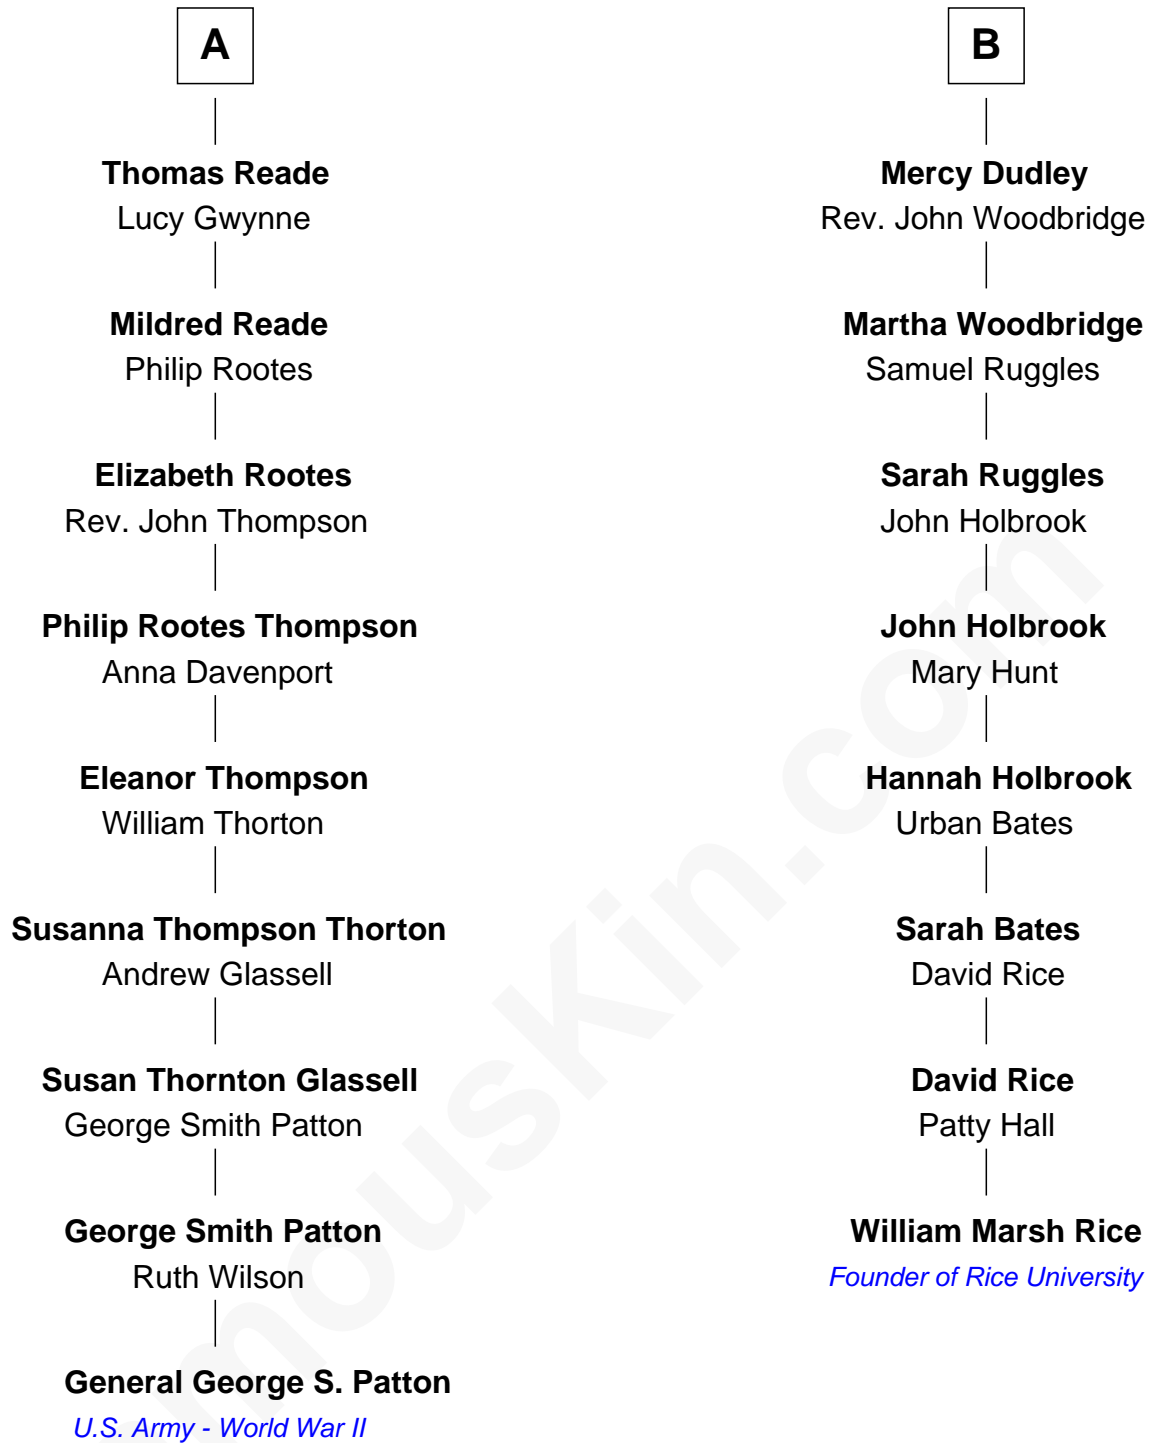 A
Thomas Reade
Lucy Gwynne
Mildred Reade
Philip Rootes
Elizabeth Rootes
Rev. John Thompson
Philip Rootes Thompson
Anna Davenport
Eleanor Thompson
William Thorton
Susanna Thompson Thorton
Andrew Glassell
Susan Thornton Glassell
George Smith Patton
George Smith Patton
Ruth Wilson
General George S. Patton
U.S. Army - World War II
B
Mercy Dudley
Rev. John Woodbridge
Martha Woodbridge
Samuel Ruggles
Sarah Ruggles
John Holbrook
John Holbrook
Mary Hunt
Hannah Holbrook
Urban Bates
Sarah Bates
David Rice
David Rice
Patty Hall
William Marsh Rice
Founder of Rice University
mousKin.com